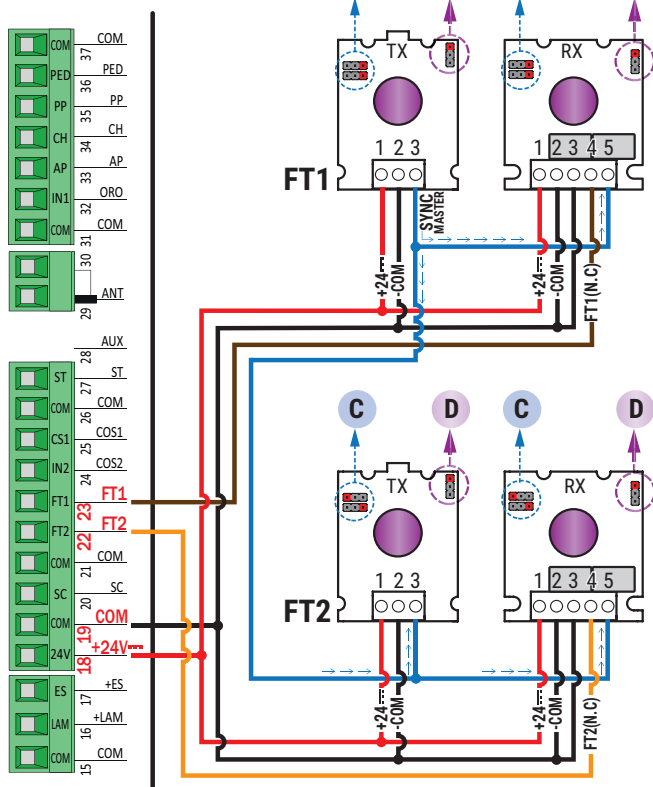 COM 37 COM
PED 36 PED
PP 35 PP
CH 34 CH
AP 33 AP
IN1 32 ORO
COM 31 COM
30
29 ANT
28 AUX
ST 27 ST
COM 26 COM
CS1 25 COS1
IN2 24 COS2
FT1 23 FT1
FT2 22 FT2
COM 21 COM
SC 20 SC
COM 19 COM
24V 18 +24V
ES 17 +ES
LAM 16 +LAM
COM 15 COM
TX
1 2 3
FT1
SYNC
MASTER
+24
-COM
RX
1 2 3 4 5
+24
-COM
FT1(N.C)
C
D
C
D
TX
1 2 3
FT2
+24
-COM
RX
1 2 3 4 5
+24
-COM
FT2(N.C)